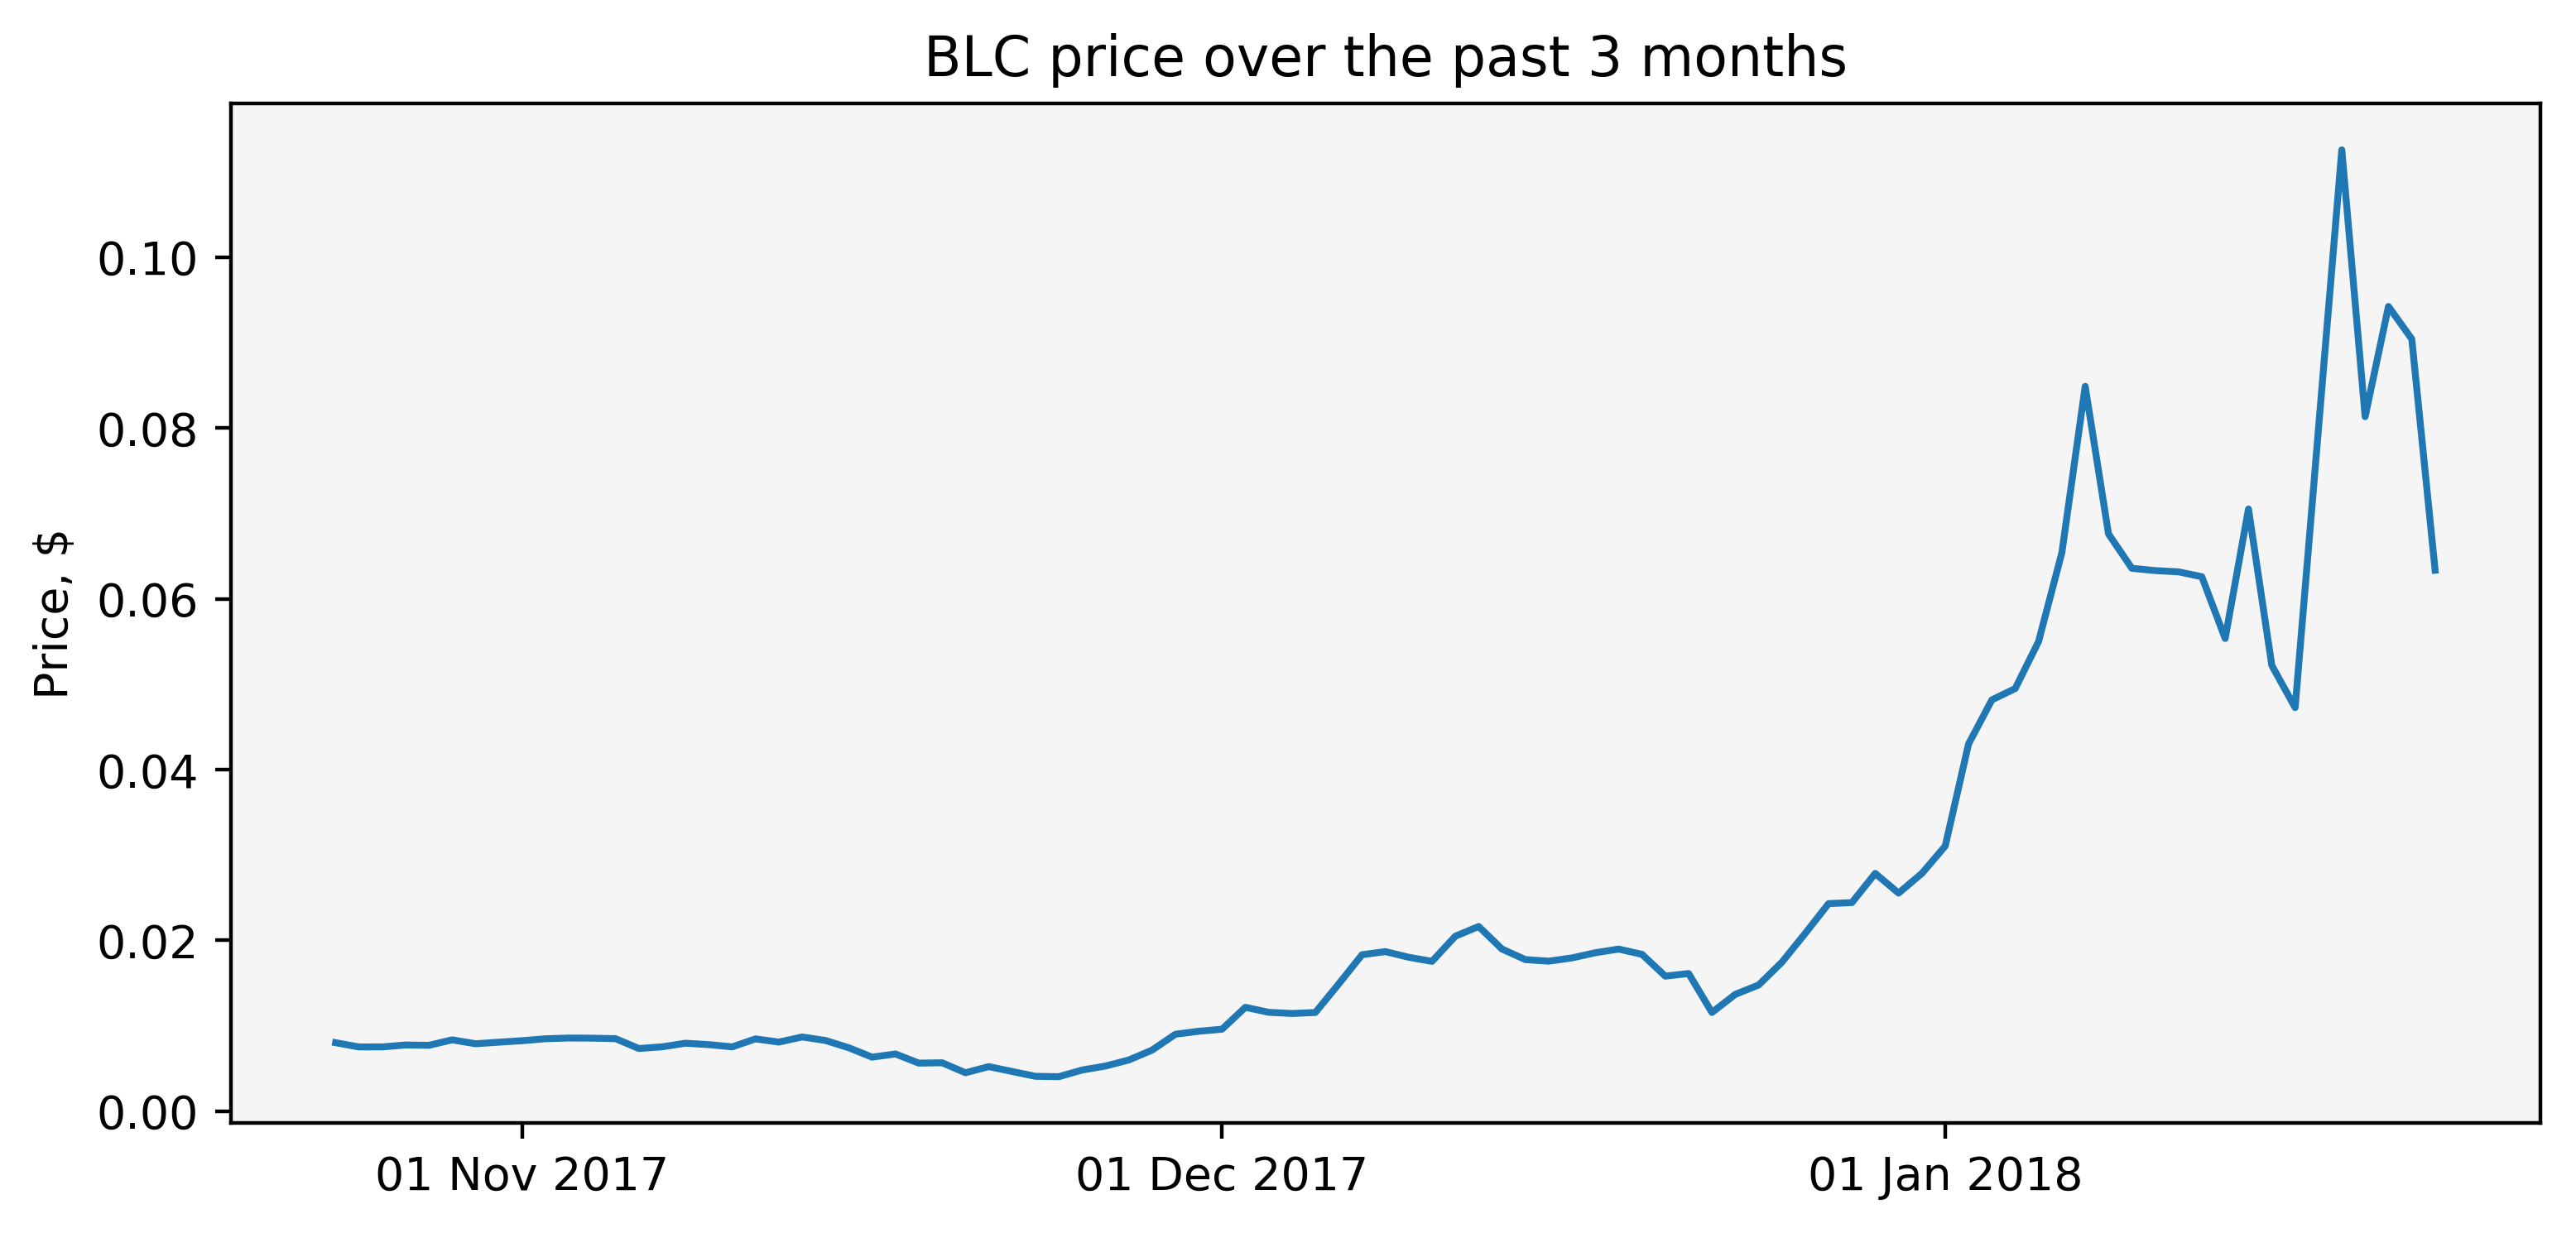 BLC price over the past 3 months
Price, $
0.10
0.08
0.06
0.04
0.02
0.00
01 Nov 2017
01 Dec 2017
01 Jan 2018